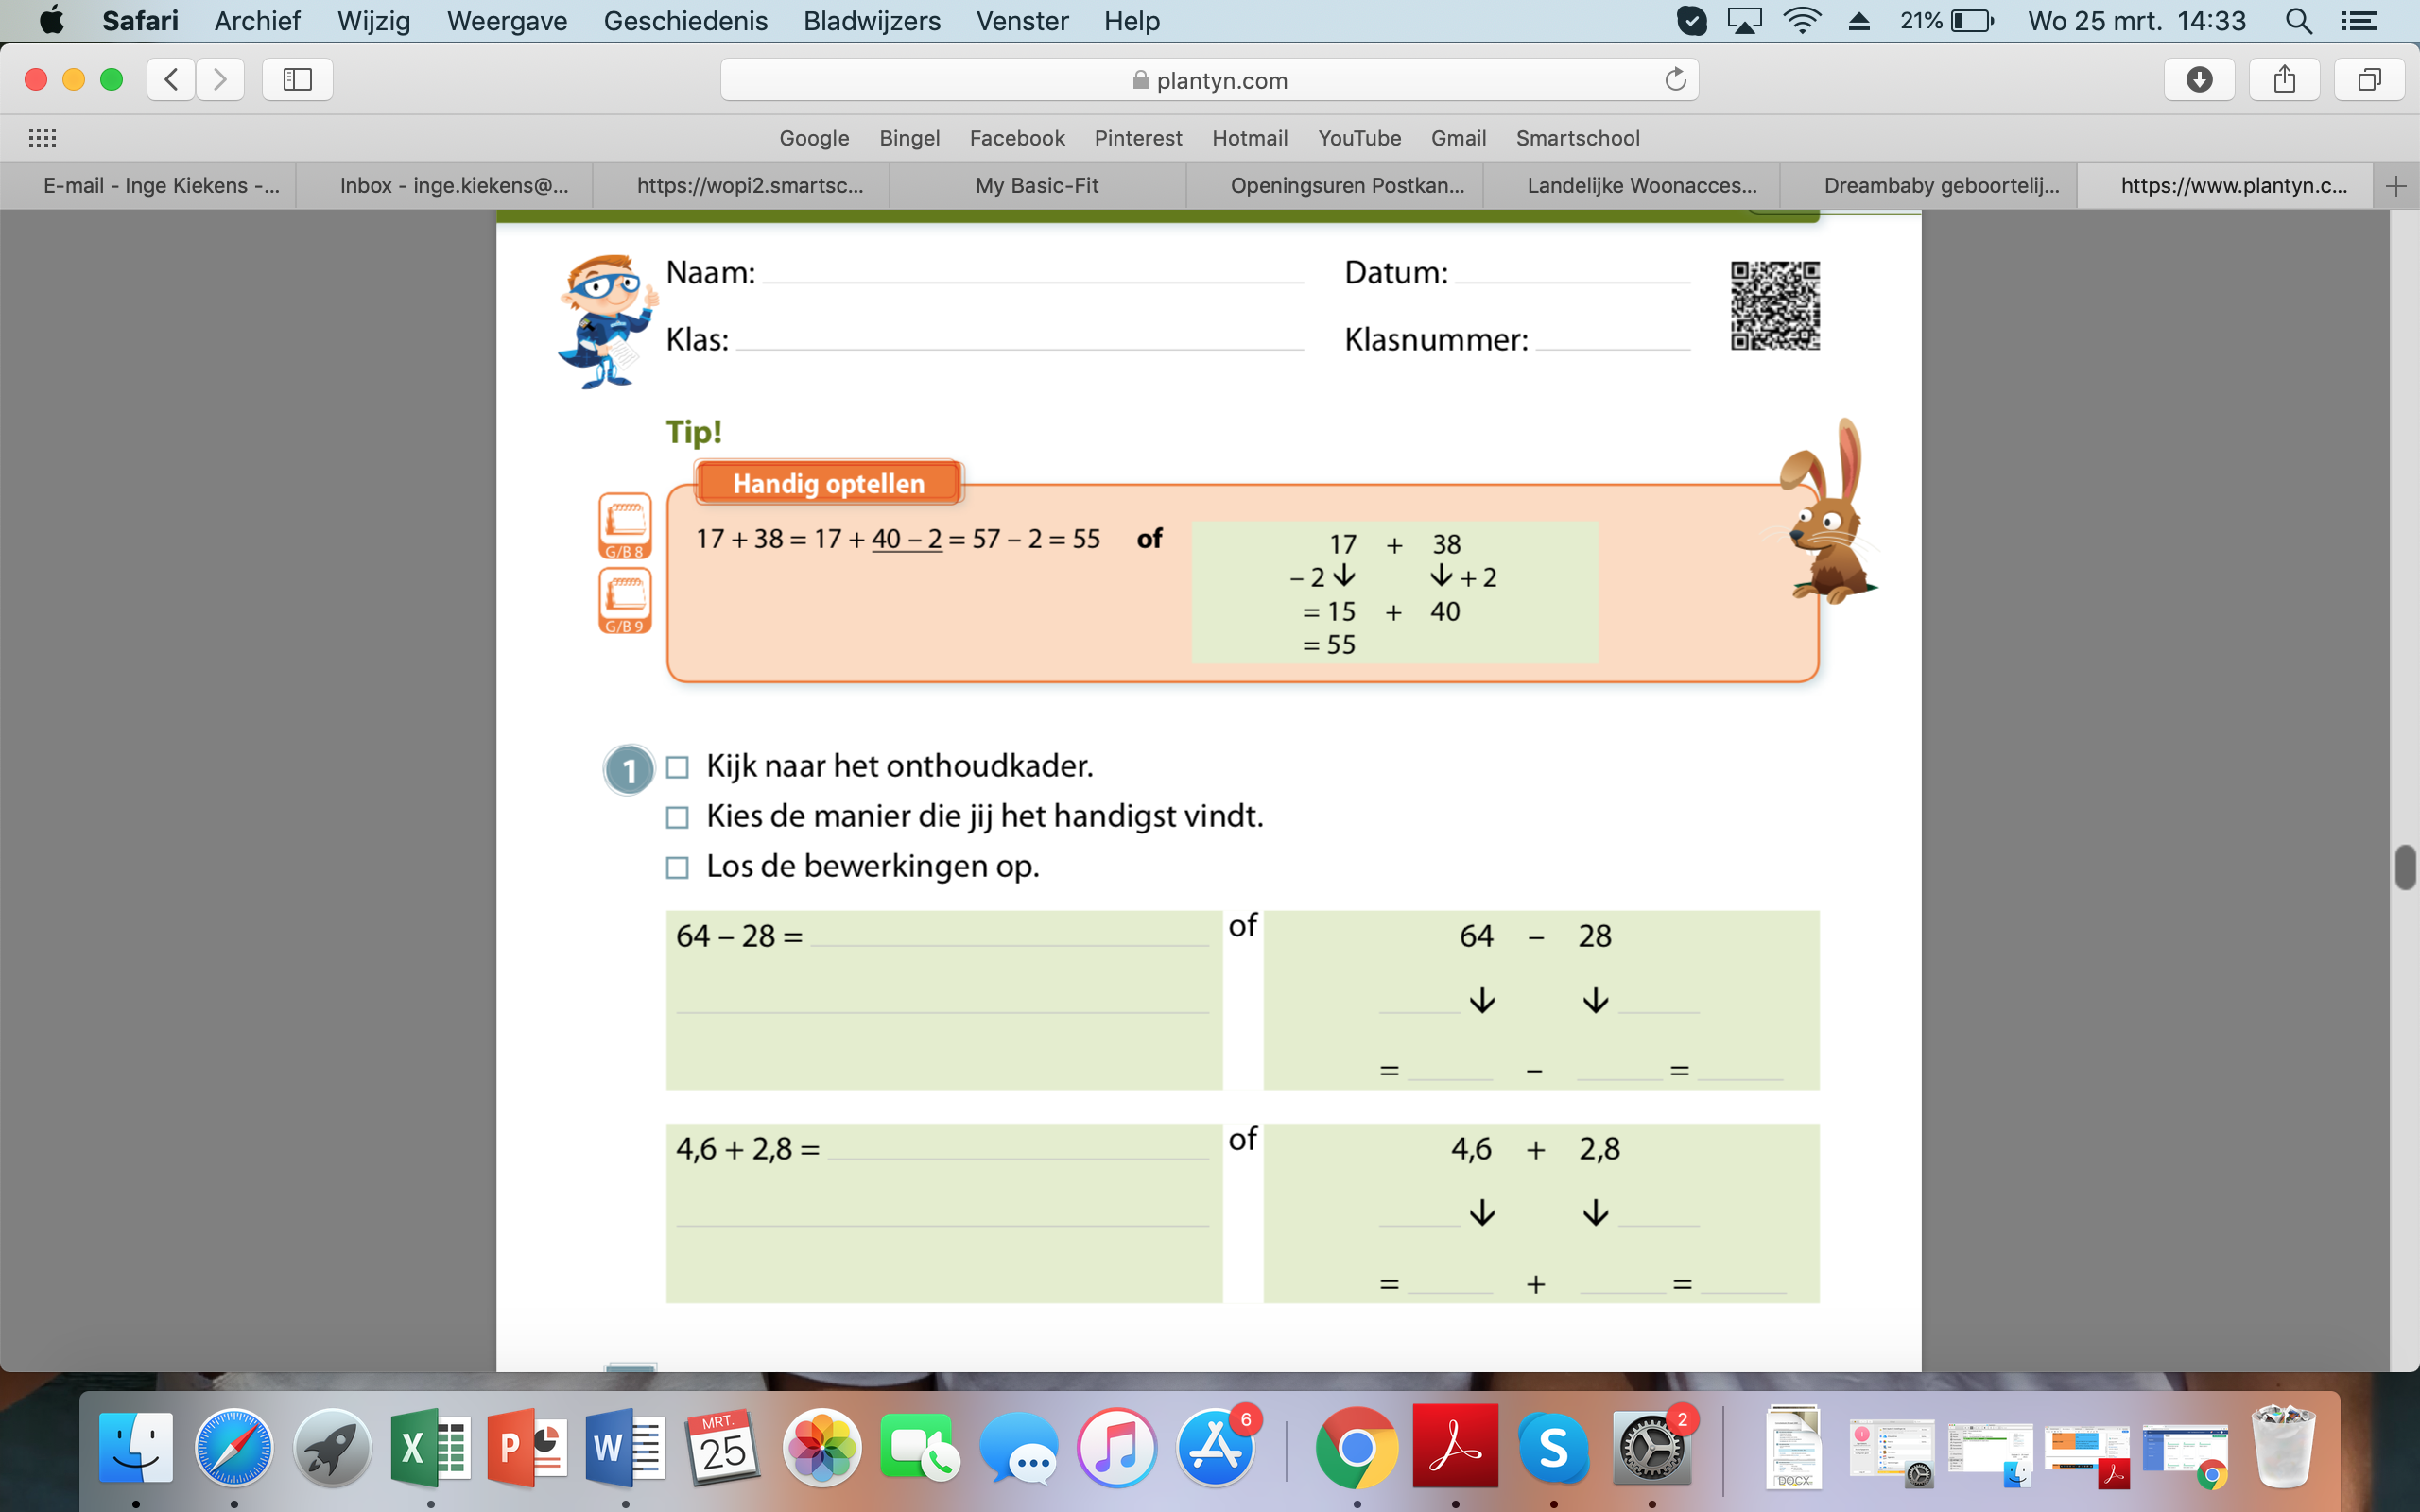 Safari Archief Wijzig Weergave Geschiedenis Bladwijzers Venster Help 21% Wo 25 mrt. 14:33
plantyn.com
Google Bingel Facebook Pinterest Hotmail YouTube Gmail Smartschool
E-mail - Inge Kiekens -... Inbox - inge.kiekens@... https://wopi2.smartsc... My Basic-Fit Openingsuren Postkan... Landelijke Woonacces... Dreambaby geboortelij... https://www.plantyn.c...
Naam: Datum:
Klas: Klasnummer:
Tip!
Handig optellen
G/B 8
G/B 9
17 + 38 = 17 + 40 – 2 = 57 – 2 = 55 of
17 + 38
– 2 ↓ ↓ + 2
= 15 + 40
= 55
1 Kijk naar het onthoudkader.
Kies de manier die jij het handigst vindt.
Los de bewerkingen op.
64 – 28 = of 64 – 28
↓ ↓
= – =
4,6 + 2,8 = of 4,6 + 2,8
↓ ↓
= + =
MRT.
25
6
2
DOCX